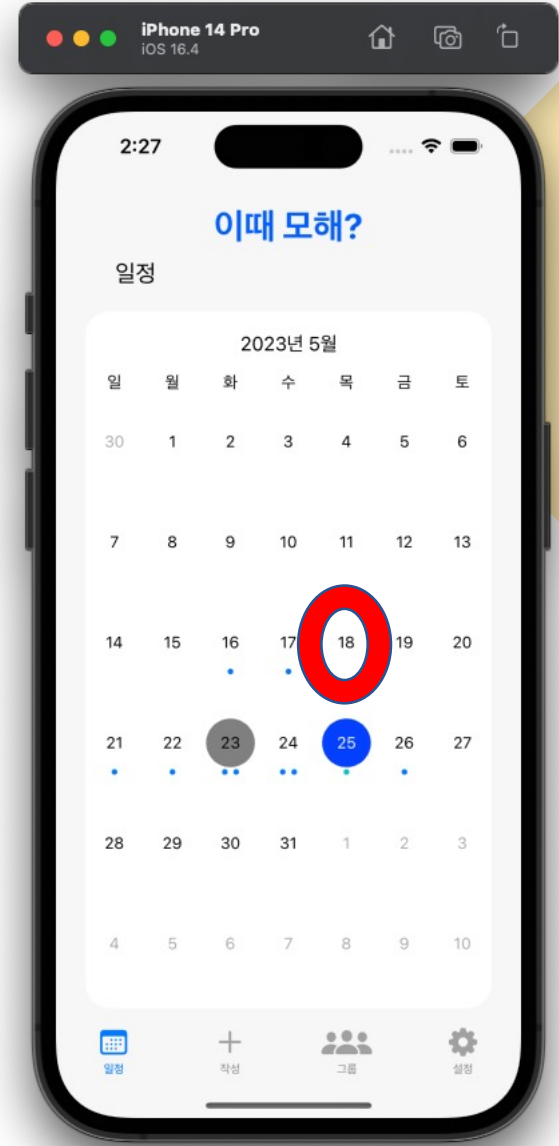 iPhone 14 Pro
iOS 16.4
2:27
이때 모해?
일정
2023년 5월
일 월 화 수 목 금 토
30 1 2 3 4 5 6
7 8 9 10 11 12 13
14 15 16 17 18 19 20
21 22 23 24 25 26 27
28 29 30 31 1 2 3
4 5 6 7 8 9 10
일정 작성 그룹 설정